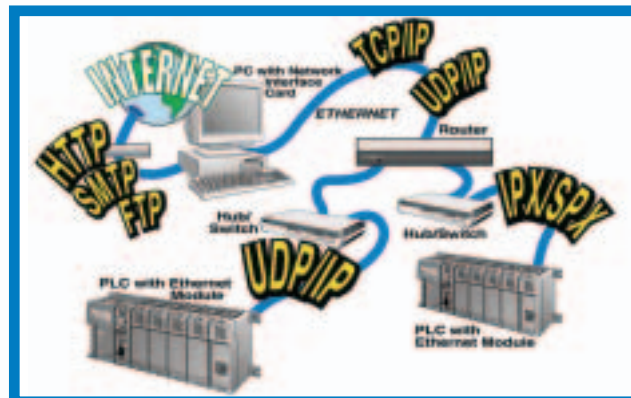 INTERNET
PC with Network
Interface
Card
TCP/IP
UDP/IP
ETHERNET
Router
HTTP
SMTP
FTP
Hub/
Switch
IPX/SPX
Hub/Switch
UDP/IP
PLC with Ethernet
Module
PLC with
Ethernet Module